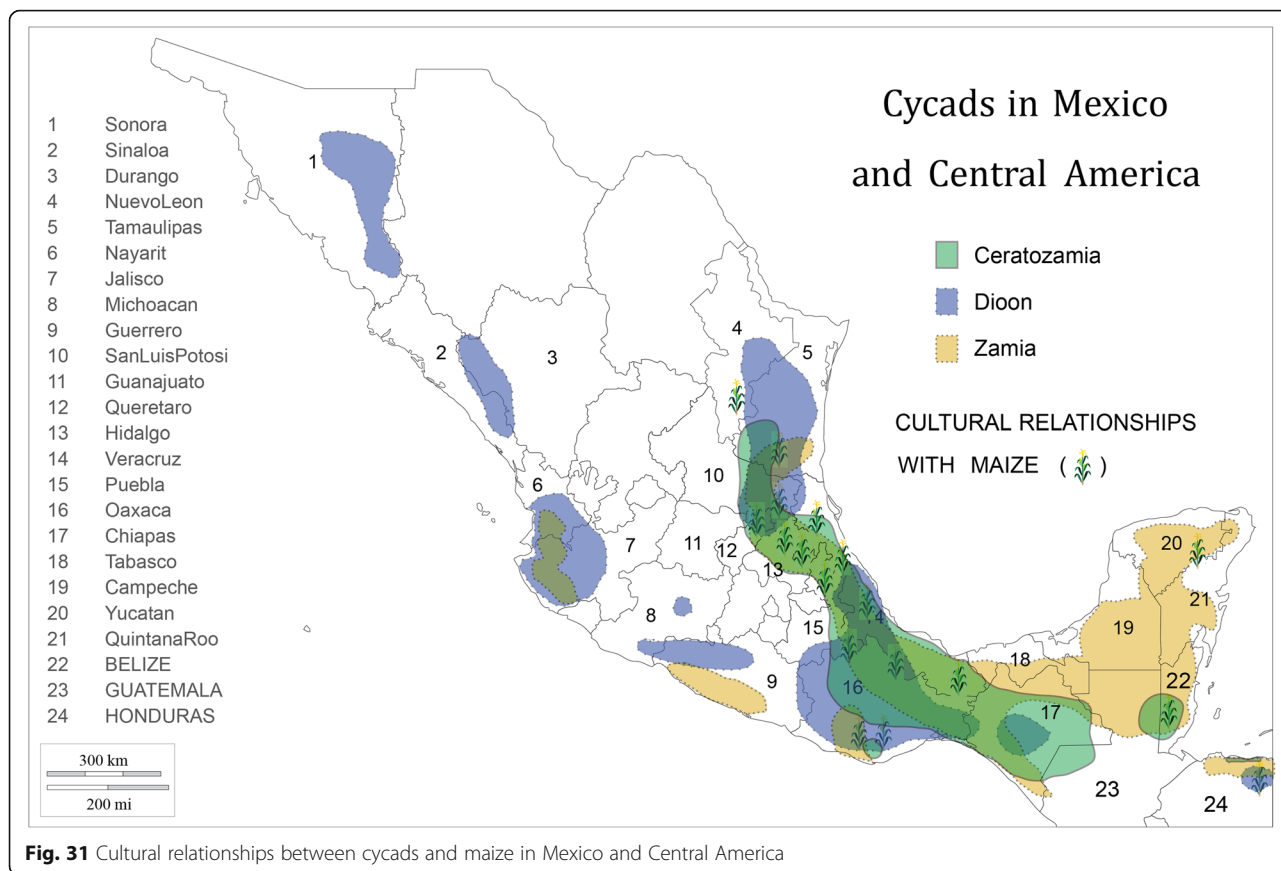 Cycads in Mexico
and Central America
1 Sonora
2 Sinaloa
3 Durango
4 NuevoLeon
5 Tamaulipas
6 Nayarit
7 Jalisco
8 Michoacan
9 Guerrero
10 SanLuisPotosi
11 Guanajuato
12 Queretaro
13 Hidalgo
14 Veracruz
15 Puebla
16 Oaxaca
17 Chiapas
18 Tabasco
19 Campeche
20 Yucatan
21 QuintanaRoo
22 BELIZE
23 GUATEMALA
24 HONDURAS
Ceratozamia
Dioon
Zamia
CULTURAL RELATIONSHIPS
WITH MAIZE ( )
1
2
3
4
5
6
7
8
9
10
11
12
13
14
15
16
17
18
19
20
21
22
23
24
300 km
200 mi
Fig. 31 Cultural relationships between cycads and maize in Mexico and Central America